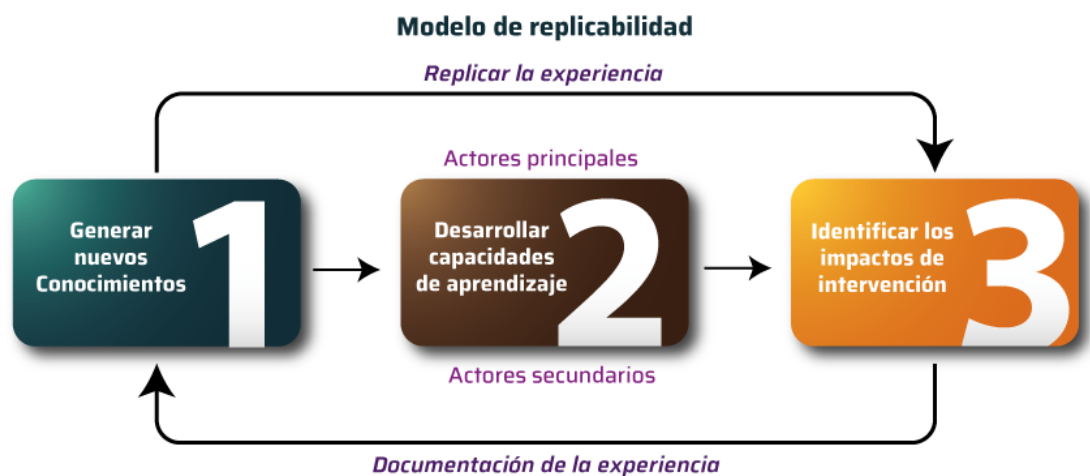 Modelo de replicabilidad
Replicar la experiencia
Actores principales
Generar
nuevos
Conocimientos
1
Desarrollar
capacidades
de aprendizaje
2
Identificar los
impactos de
intervención
3
Actores secundarios
Documentación de la experiencia